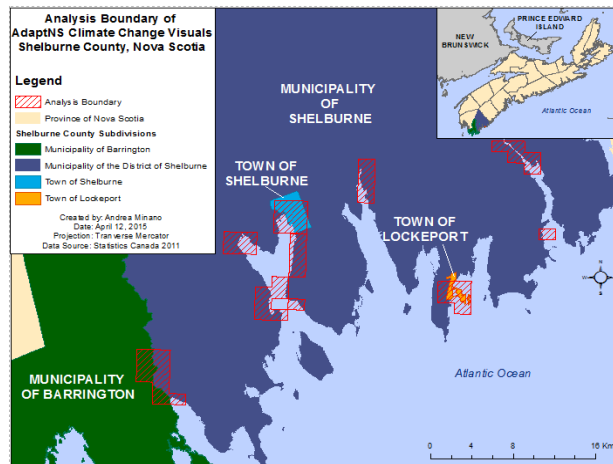 Analysis Boundary of
AdaptNS Climate Change Visuals
Shelburne County, Nova Scotia
Legend
Analysis Boundary
Province of Nova Scotia
Shelburne County Subdivisions
Municipality of Barrington
Municipality of the District of Shelburne
Town of Shelburne
Town of Lockeport
Created by: Andrea Minano
Date: April 12, 2015
Projection: Tranverse Mercator
Data Source: Statistics Canada 2011
PRINCE EDWARD
ISLAND
NEW
BRUNSWICK
Atlantic Ocean
MUNICIPALITY
OF
SHELBURNE
TOWN OF
SHELBURNE
TOWN OF
LOCKEPORT
N
W
E
S
MUNICIPALITY
OF BARRINGTON
Atlantic Ocean
0 4 8 16 Km